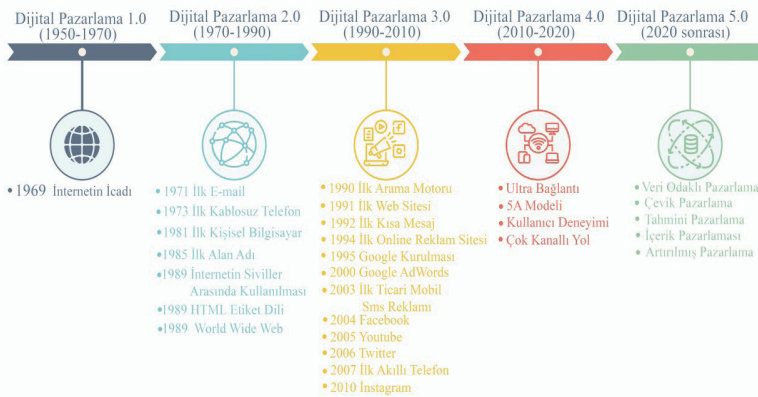 Dijital Pazarlama 1.0
(1950-1970)
Dijital Pazarlama 2.0
(1970-1990)
Dijital Pazarlama 3.0
(1990-2010)
Dijital Pazarlama 4.0
(2010-2020)
Dijital Pazarlama 5.0
(2020 sonrası)
• 1969 İnternetin İcadı
•1971 İlk E-mail
•1973 İlk Kablosuz Telefon
•1981 İlk Kişisel Bilgisayar
•1985 İlk Alan Adı
•1989 İnternetin Siviller
Arasında Kullanılması
•1989 HTML Etiket Dili
•1989 World Wide Web
•1990 İlk Arama Motoru
•1991 İlk Web Sitesi
•1992 İlk Kısa Mesaj
•1994 İlk Online Reklam Sitesi
•1995 Google Kurulması
•2000 Google AdWords
•2003 İlk Ticari Mobil
Sms Reklamı
•2004 Facebook
•2005 Youtube
•2006 Twitter
•2007 İlk Akıllı Telefon
•2010 İnstagram
•Ultra Bağlantı
•5A Modeli
•Kullanıcı Deneyimi
•Çok Kanallı Yol
•Veri Odaklı Pazarlama
•Çevik Pazarlama
•Tahmini Pazarlama
•İçerik Pazarlaması
•Artırılmış Pazarlama